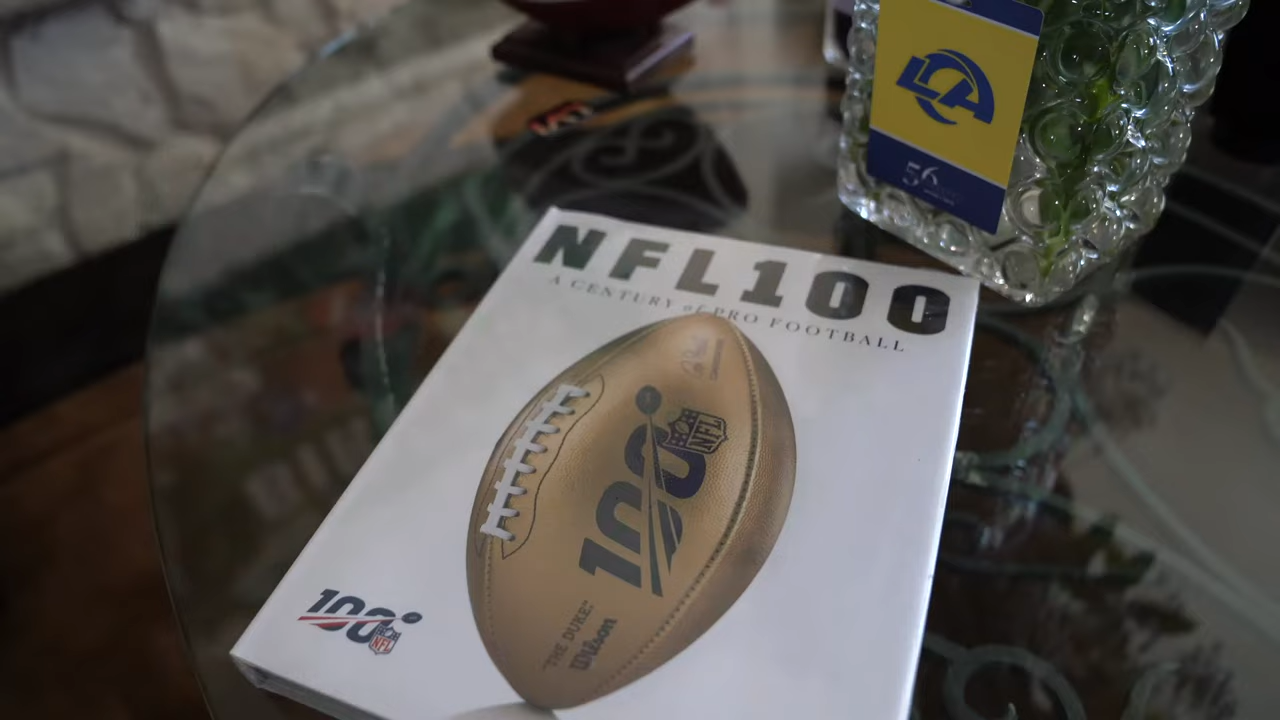 LA
56
NFL100
A CENTURY of PRO FOOTBALL
100
NFL
"THE DUKE"
Wilson
100
NFL